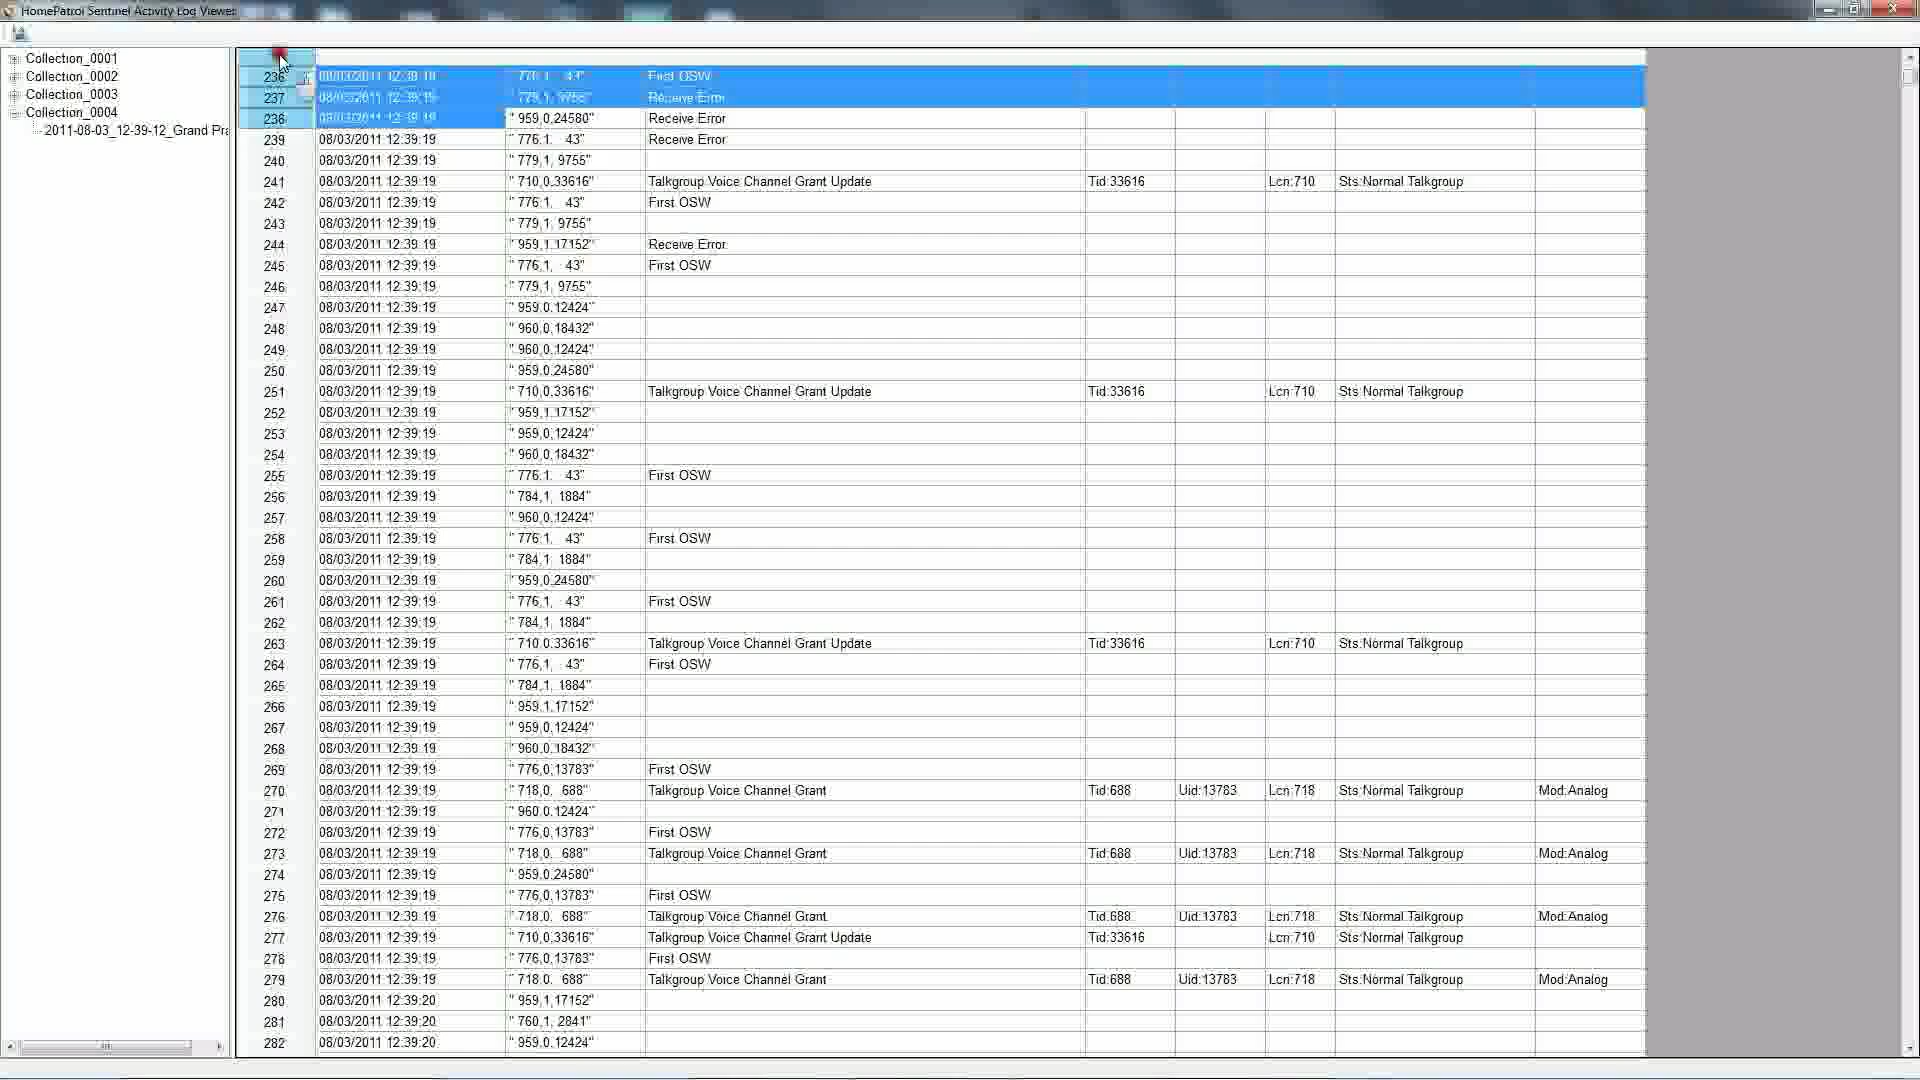 HomePatrol Sentinel Activity Log Viewer
Collection_0001
Collection_0002
Collection_0003
Collection_0004
2011-08-03_12-39-12_Grand Pra
236 08/03/2011 12:39:19 " 776,1, 43" First OSW
237 08/03/2011 12:39:19 " 779,1, 9755" Receive Error
238 08/03/2011 12:39:19 " 959,0,24580" Receive Error
239 08/03/2011 12:39:19 " 776,1, 43" Receive Error
240 08/03/2011 12:39:19 " 779,1, 9755"
241 08/03/2011 12:39:19 " 710,0,33616" Talkgroup Voice Channel Grant Update Tid:33616 Lcn:710 Sts:Normal Talkgroup
242 08/03/2011 12:39:19 " 776,1, 43" First OSW
243 08/03/2011 12:39:19 " 779,1, 9755"
244 08/03/2011 12:39:19 " 959,1,17152" Receive Error
245 08/03/2011 12:39:19 " 776,1, 43" First OSW
246 08/03/2011 12:39:19 " 779,1, 9755"
247 08/03/2011 12:39:19 " 959,0,12424"
248 08/03/2011 12:39:19 " 960,0,18432"
249 08/03/2011 12:39:19 " 960,0,12424"
250 08/03/2011 12:39:19 " 959,0,24580"
251 08/03/2011 12:39:19 " 710,0,33616" Talkgroup Voice Channel Grant Update Tid:33616 Lcn:710 Sts:Normal Talkgroup
252 08/03/2011 12:39:19 " 959,1,17152"
253 08/03/2011 12:39:19 " 959,0,12424"
254 08/03/2011 12:39:19 " 960,0,18432"
255 08/03/2011 12:39:19 " 776,1, 43" First OSW
256 08/03/2011 12:39:19 " 784,1, 1884"
257 08/03/2011 12:39:19 " 960,0,12424"
258 08/03/2011 12:39:19 " 776,1, 43" First OSW
259 08/03/2011 12:39:19 " 784,1, 1884"
260 08/03/2011 12:39:19 " 959,0,24580"
261 08/03/2011 12:39:19 " 776,1, 43" First OSW
262 08/03/2011 12:39:19 " 784,1, 1884"
263 08/03/2011 12:39:19 " 710,0,33616" Talkgroup Voice Channel Grant Update Tid:33616 Lcn:710 Sts:Normal Talkgroup
264 08/03/2011 12:39:19 " 776,1, 43" First OSW
265 08/03/2011 12:39:19 " 784,1, 1884"
266 08/03/2011 12:39:19 " 959,1,17152"
267 08/03/2011 12:39:19 " 959,0,12424"
268 08/03/2011 12:39:19 " 960,0,18432"
269 08/03/2011 12:39:19 " 776,0,13783" First OSW
270 08/03/2011 12:39:19 " 718,0, 688" Talkgroup Voice Channel Grant Tid:688 Uid:13783 Lcn:718 Sts:Normal Talkgroup Mod:Analog
271 08/03/2011 12:39:19 " 960,0,12424"
272 08/03/2011 12:39:19 " 776,0,13783" First OSW
273 08/03/2011 12:39:19 " 718,0, 688" Talkgroup Voice Channel Grant Tid:688 Uid:13783 Lcn:718 Sts:Normal Talkgroup Mod:Analog
274 08/03/2011 12:39:19 " 959,0,24580"
275 08/03/2011 12:39:19 " 776,0,13783" First OSW
276 08/03/2011 12:39:19 " 718,0, 688" Talkgroup Voice Channel Grant Tid:688 Uid:13783 Lcn:718 Sts:Normal Talkgroup Mod:Analog
277 08/03/2011 12:39:19 " 710,0,33616" Talkgroup Voice Channel Grant Update Tid:33616 Lcn:710 Sts:Normal Talkgroup
278 08/03/2011 12:39:19 " 776,0,13783" First OSW
279 08/03/2011 12:39:19 " 718,0, 688" Talkgroup Voice Channel Grant Tid:688 Uid:13783 Lcn:718 Sts:Normal Talkgroup Mod:Analog
280 08/03/2011 12:39:20 " 959,1,17152"
281 08/03/2011 12:39:20 " 760,1, 2841"
282 08/03/2011 12:39:20 " 959,0,12424"